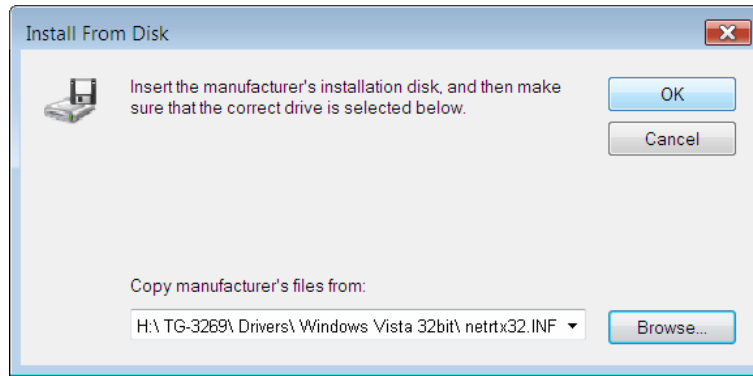 Install From Disk
Insert the manufacturer's installation disk, and then make
sure that the correct drive is selected below.
OK
Cancel
Copy manufacturer's files from:
H:\ TG-3269\ Drivers\ Windows Vista 32bit\ netrtx32.INF
Browse...